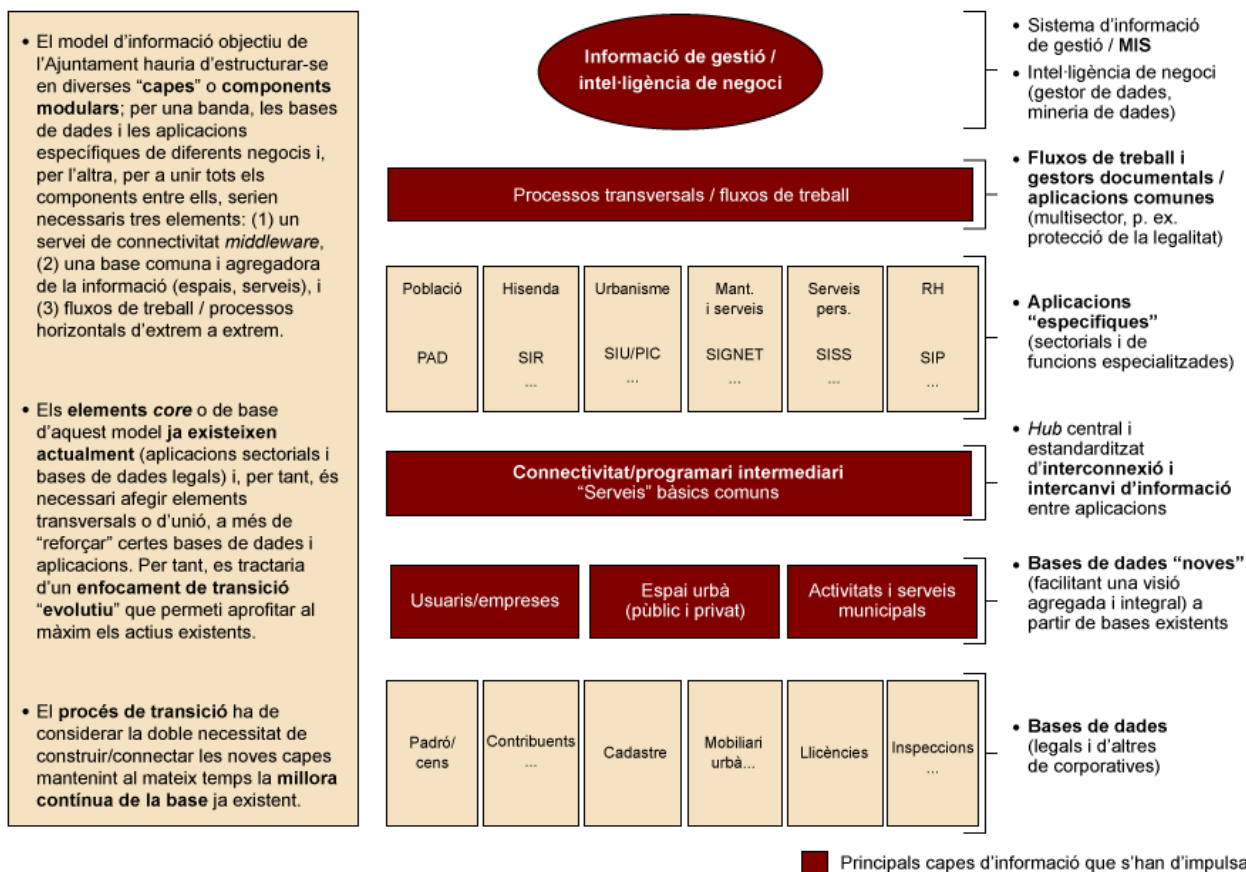 • El model d'informació objectiu de
l'Ajuntament hauria d'estructurar-se
en diverses “capes” o components
modulars; per una banda, les bases
de dades i les aplicacions
específiques de diferents negocis i,
per l'altra, per a unir tots els
components entre ells, serien
necessaris tres elements: (1) un
servei de connectivitat middleware,
(2) una base comuna i agregadora
de la informació (espais, serveis), i
(3) fluxos de treball / processos
horitzontals d'extrem a extrem.
• Els elements core o de base
d'aquest model ja existeixen
actualment (aplicacions sectorials i
bases de dades legals) i, per tant, és
necessari afegir elements
transversals o d'unió, a més de
“reforçar” certes bases de dades i
aplicacions. Per tant, es tractaria
d'un enfocament de transició
“evolutiu” que permeti aprofitar al
màxim els actius existents.
• El procés de transició ha de
considerar la doble necessitat de
construir/connectar les noves capes
mantenint al mateix temps la millora
contínua de la base ja existent.
Informació de gestió /
intel·ligència de negoci
• Sistema d'informació
de gestió / MIS
• Intel·ligència de negoci
(gestor de dades,
mineria de dades)
Processos transversals / fluxos de treball
• Fluxos de treball i
gestors documentals /
aplicacions comunes
(multisector, p. ex.
protecció de la legalitat)
Població
PAD
Hisenda
SIR
...
Urbanisme
SIU/PIC
...
Mant.
i serveis
SIGNET
...
Serveis
pers.
SISS
...
RH
SIP
...
• Aplicacions
“especifiques”
(sectorials i de
funcions especialitzades)
Connectivitat/programari intermediari
“Serveis” bàsics comuns
• Hub central i
estandarditzat
d'interconnexió i
intercanvi d'informació
entre aplicacions
Usuaris/empreses
Espai urbà
(pùblic i privat)
Activitats i serveis
municipals
• Bases de dades “noves”
(facilitant una visió
agregada i integral) a
partir de bases existents
Padró/
cens
Contribuents
...
Cadastre
Mobiliari
urbà...
Llicències
Inspeccions
...
• Bases de dades
(legals i d'altres
de corporatives)
Principals capes d'informació que s'han d'impulsa